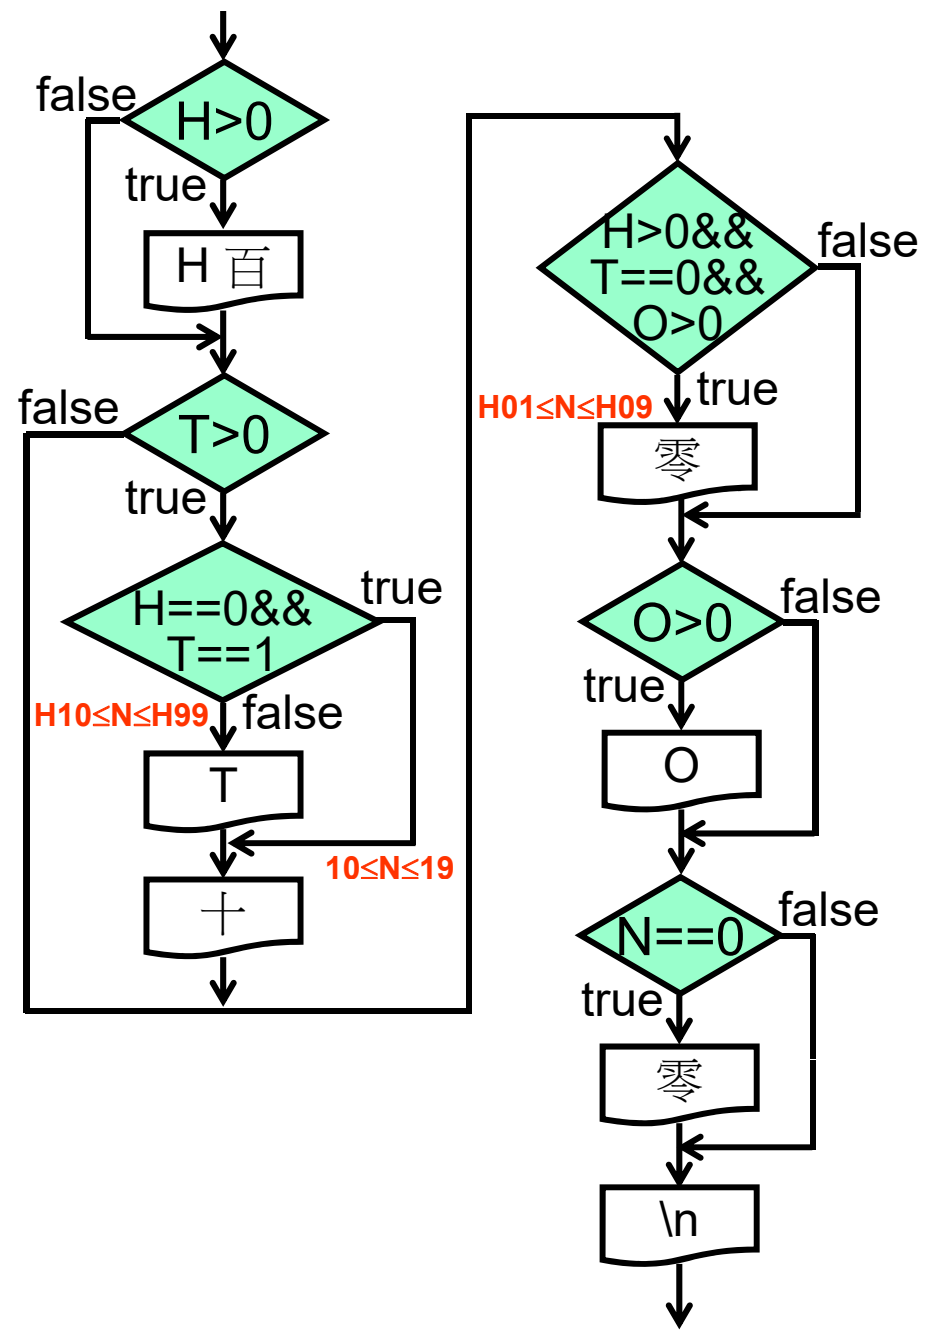 false
H>0
true
H 百
false
T>0
true
H==0&&
T==1
true
H10≤N≤H99
false
T
10≤N≤19
十
H>0&&
T==0&&
O>0
false
true
H01≤N≤H09
零
O>0
false
true
O
N==0
false
true
零
\n